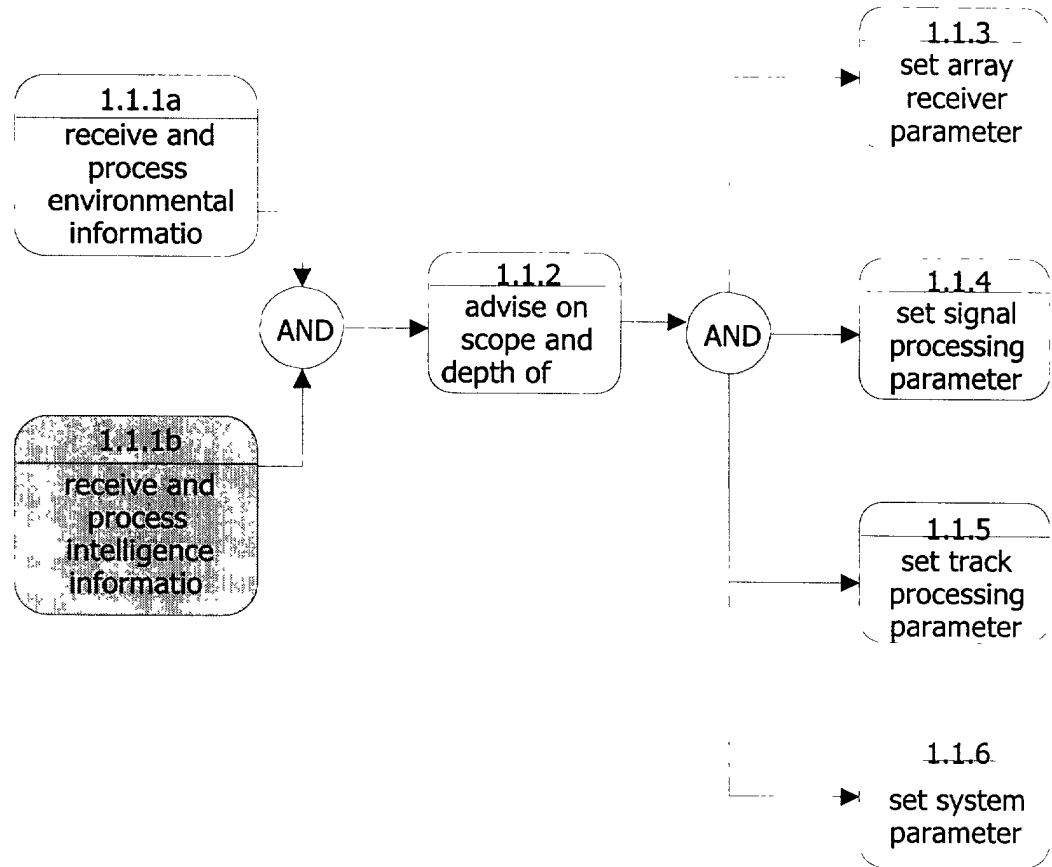 1.1.1a
receive and
process
environmental
informatio
1.1.1b
receive and
process
intelligence
informatio
AND
1.1.2
advise on
scope and
depth of
AND
1.1.3
set array
receiver
parameter
1.1.4
set signal
processing
parameter
1.1.5
set track
processing
parameter
1.1.6
set system
parameter